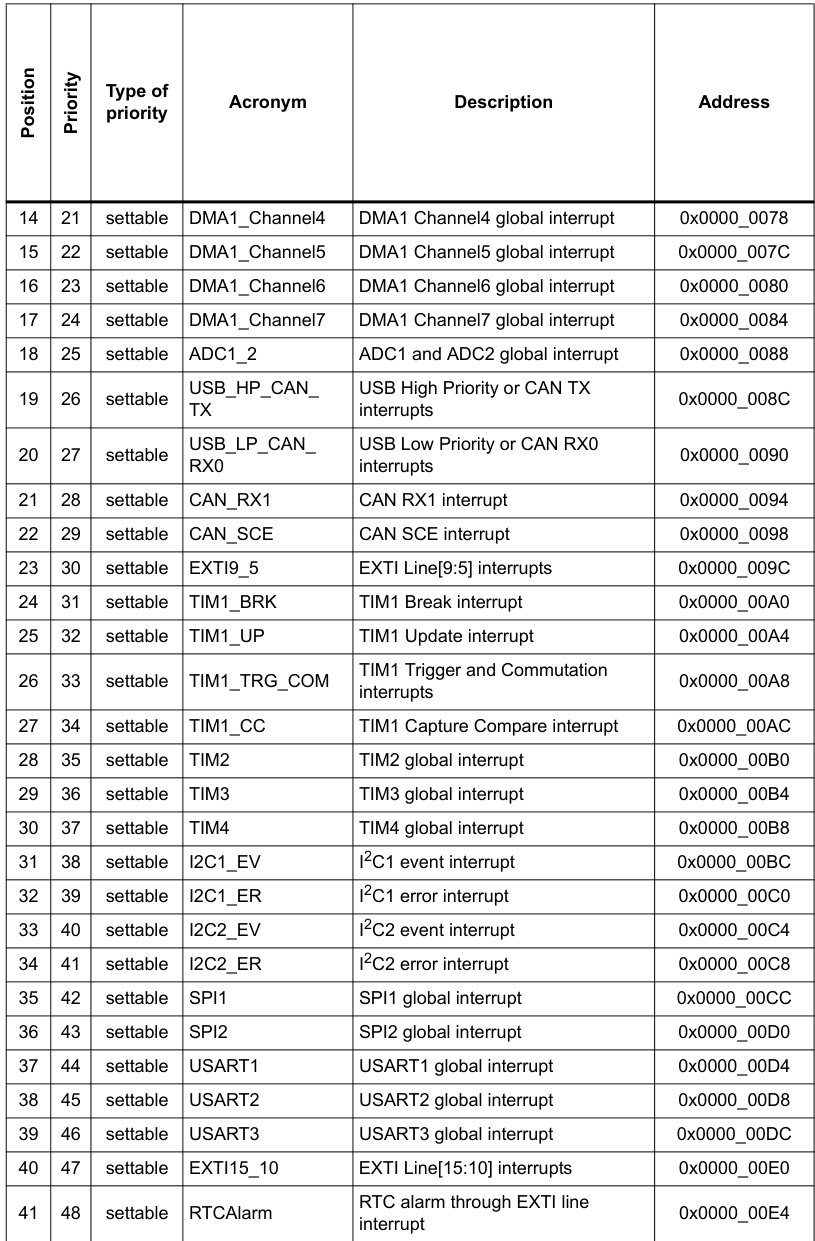 Position Priority Type of priority Acronym Description Address
14 21 settable DMA1_Channel4 DMA1 Channel4 global interrupt 0x0000_0078
15 22 settable DMA1_Channel5 DMA1 Channel5 global interrupt 0x0000_007C
16 23 settable DMA1_Channel6 DMA1 Channel6 global interrupt 0x0000_0080
17 24 settable DMA1_Channel7 DMA1 Channel7 global interrupt 0x0000_0084
18 25 settable ADC1_2 ADC1 and ADC2 global interrupt 0x0000_0088
19 26 settable USB_HP_CAN_TX USB High Priority or CAN TX interrupts 0x0000_008C
20 27 settable USB_LP_CAN_RX0 USB Low Priority or CAN RX0 interrupts 0x0000_0090
21 28 settable CAN_RX1 CAN RX1 interrupt 0x0000_0094
22 29 settable CAN_SCE CAN SCE interrupt 0x0000_0098
23 30 settable EXTI9_5 EXTI Line[9:5] interrupts 0x0000_009C
24 31 settable TIM1_BRK TIM1 Break interrupt 0x0000_00A0
25 32 settable TIM1_UP TIM1 Update interrupt 0x0000_00A4
26 33 settable TIM1_TRG_COM TIM1 Trigger and Commutation interrupts 0x0000_00A8
27 34 settable TIM1_CC TIM1 Capture Compare interrupt 0x0000_00AC
28 35 settable TIM2 TIM2 global interrupt 0x0000_00B0
29 36 settable TIM3 TIM3 global interrupt 0x0000_00B4
30 37 settable TIM4 TIM4 global interrupt 0x0000_00B8
31 38 settable I2C1_EV I²C1 event interrupt 0x0000_00BC
32 39 settable I2C1_ER I²C1 error interrupt 0x0000_00C0
33 40 settable I2C2_EV I²C2 event interrupt 0x0000_00C4
34 41 settable I2C2_ER I²C2 error interrupt 0x0000_00C8
35 42 settable SPI1 SPI1 global interrupt 0x0000_00CC
36 43 settable SPI2 SPI2 global interrupt 0x0000_00D0
37 44 settable USART1 USART1 global interrupt 0x0000_00D4
38 45 settable USART2 USART2 global interrupt 0x0000_00D8
39 46 settable USART3 USART3 global interrupt 0x0000_00DC
40 47 settable EXTI15_10 EXTI Line[15:10] interrupts 0x0000_00E0
41 48 settable RTCAlarm RTC alarm through EXTI line interrupt 0x0000_00E4